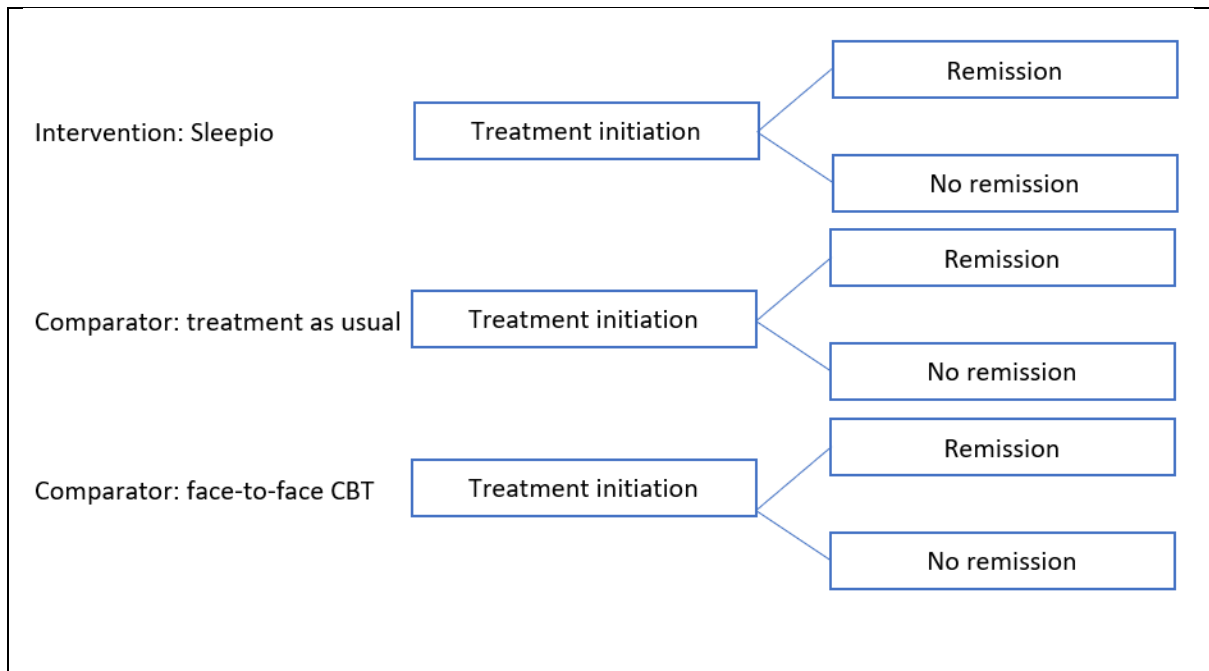 Remission
Intervention: Sleepio
Treatment initiation
No remission
Remission
Comparator: treatment as usual
Treatment initiation
No remission
Remission
Comparator: face-to-face CBT
Treatment initiation
No remission